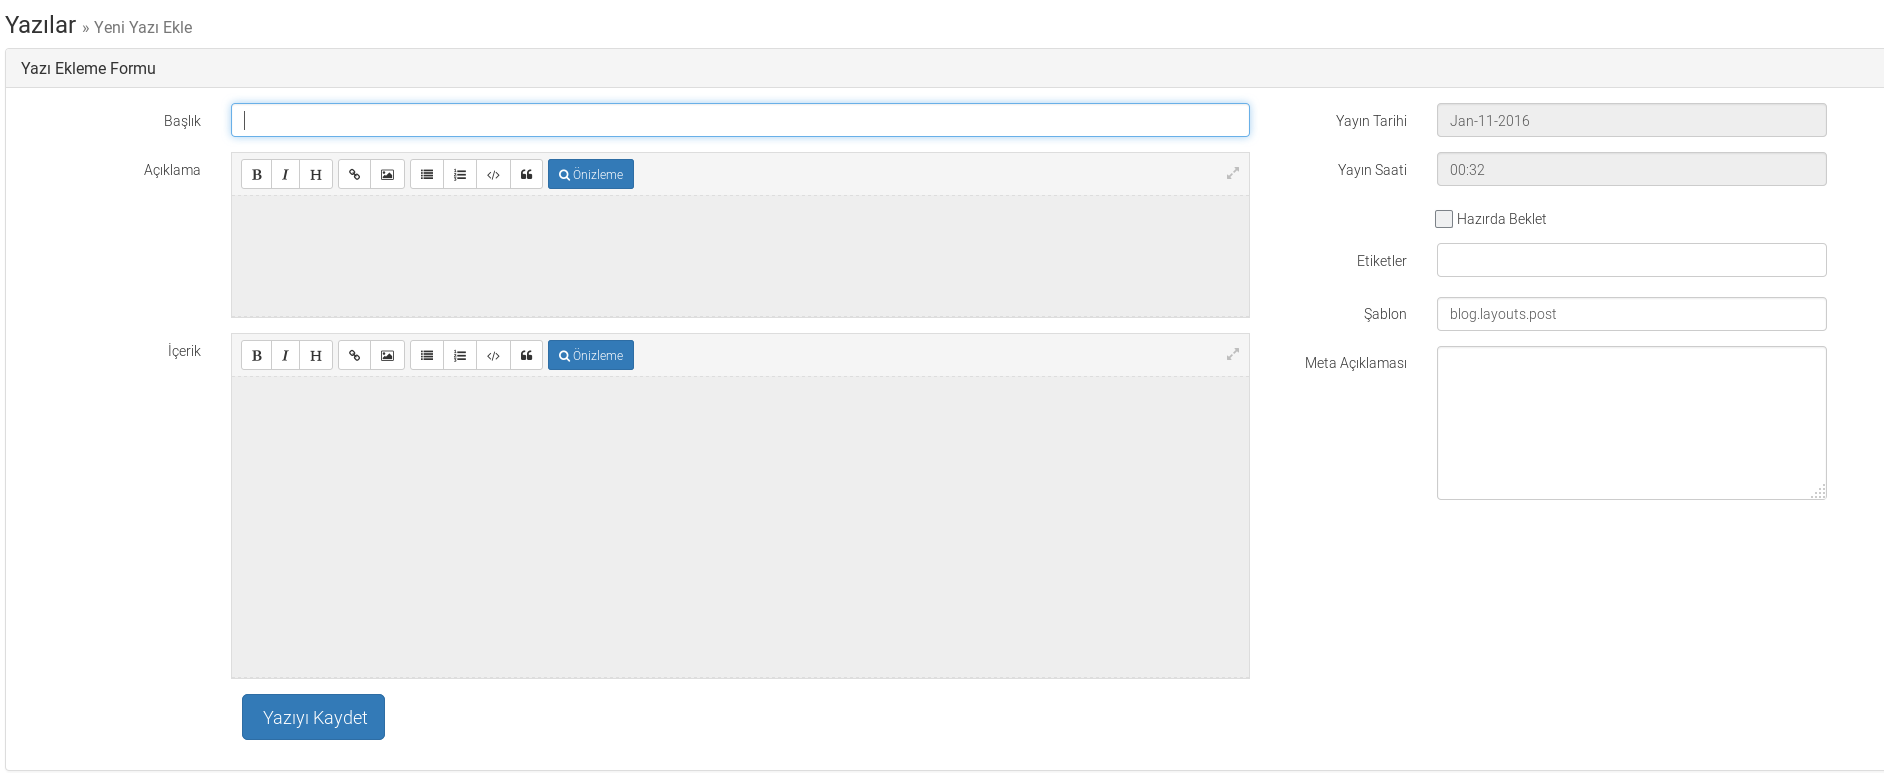 Yazılar » Yeni Yazı Ekle
Yazı Ekleme Formu
Başlık
Açıklama
B I H Önizleme
İçerik
B I H Önizleme
Yazıyı Kaydet
Yayın Tarihi Jan-11-2016
Yayın Saati 00:32
Hazırda Beklet
Etiketler
Şablon blog.layouts.post
Meta Açıklaması